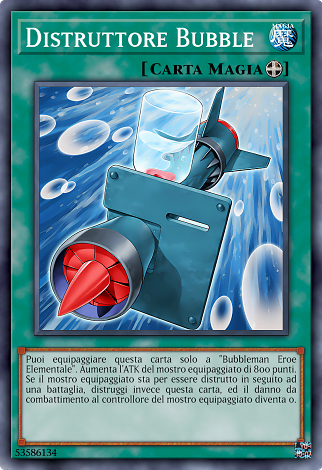 Distruttore Bubble
MAGIA
[Carta Magia]
Puoi equipaggiare questa carta solo a "Bubbleman Eroe
Elementale". Aumenta l'ATK del mostro equipaggiato di 800 punti.
Se il mostro equipaggiato sta per essere distrutto in seguito ad
una battaglia, distruggi invece questa carta, ed il danno da
combattimento al controllore del mostro equipaggiato diventa 0.
53586134